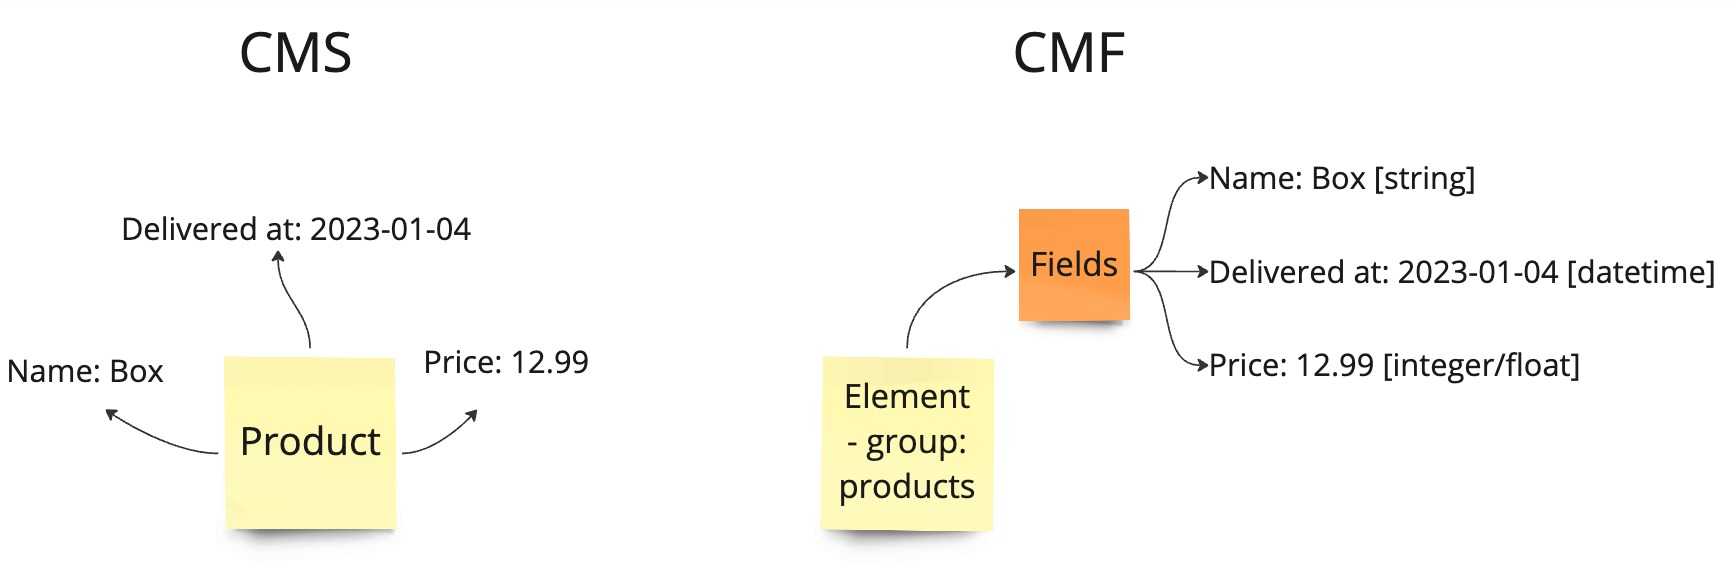 CMS
Delivered at: 2023-01-04
Name: Box
Price: 12.99
Product
CMF
Name: Box [string]
Fields
Delivered at: 2023-01-04 [datetime]
Price: 12.99 [integer/float]
Element
- group:
products